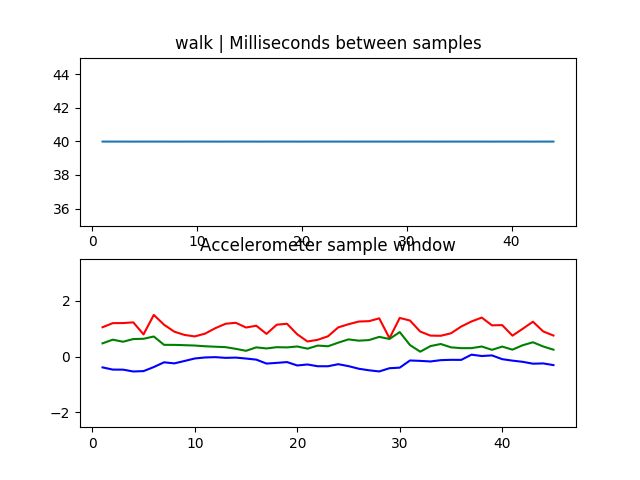 walk | Milliseconds between samples
44
42
40
38
36
0 10 20 30 40
Accelerometer sample window
2
0
−2
0 10 20 30 40